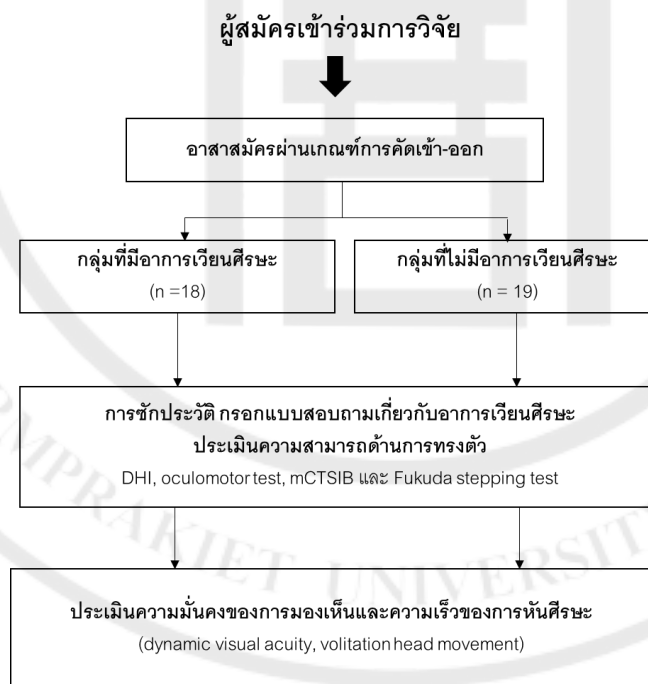 ผู้สมัครเข้าร่วมการวิจัย
อาสาสมัครผ่านเกณฑ์การคัดเข้า-ออก
กลุ่มที่มีอาการเวียนศีรษะ
(n =18)
กลุ่มที่ไม่มีอาการเวียนศีรษะ
(n = 19)
การซักประวัติ กรอกแบบสอบถามเกี่ยวกับอาการเวียนศีรษะ
ประเมินความสามารถด้านการทรงตัว
DHI, oculomotor test, mCTSIB และ Fukuda stepping test
ประเมินความมั่นคงของการมองเห็นและความเร็วของการหันศีรษะ
(dynamic visual acuity, volitation head movement)